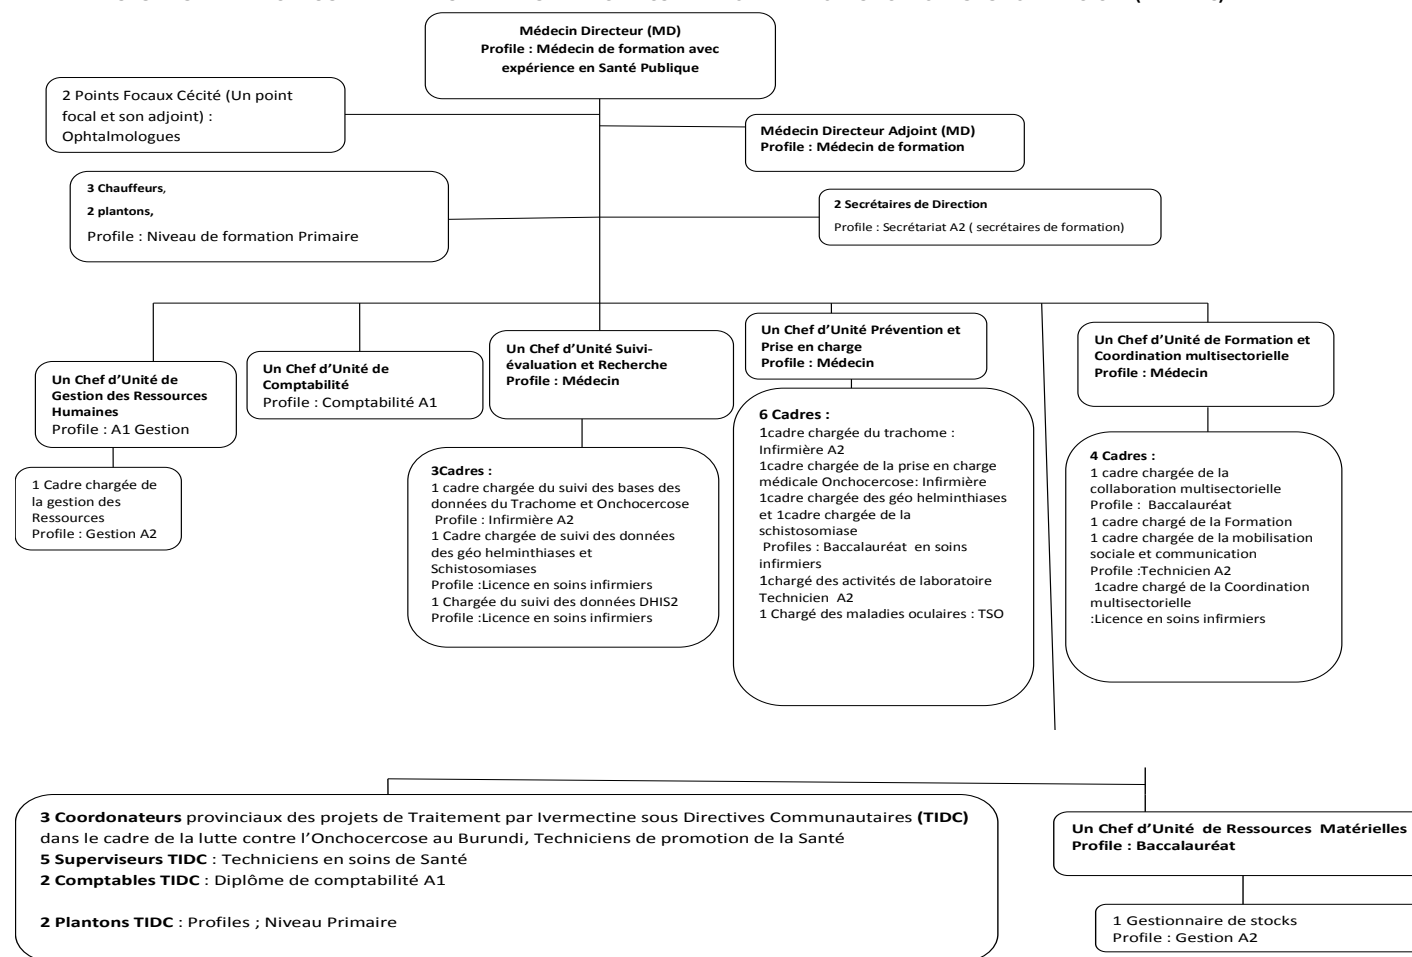 Médecin Directeur (MD)
Profile : Médecin de formation avec
expérience en Santé Publique
2 Points Focaux Cécité (Un point
focal et son adjoint) :
Ophtalmologues
Médecin Directeur Adjoint (MD)
Profile : Médecin de formation
3 Chauffeurs,
2 plantons,
Profile : Niveau de formation Primaire
2 Secrétaires de Direction
Profile : Secrétariat A2 ( secrétaires de formation)
Un Chef d’Unité de
Gestion des Ressources
Humaines
Profile : A1 Gestion
Un Chef d’Unité de
Comptabilité
Profile : Comptabilité A1
Un Chef d’Unité Suivi-
évaluation et Recherche
Profile : Médecin
Un Chef d’Unité Prévention et
Prise en charge
Profile : Médecin
Un Chef d’Unité de Formation et
Coordination multisectorielle
Profile : Médecin
1 Cadre chargée de
la gestion des
Ressources
Profile : Gestion A2
3Cadres :
1 cadre chargée du suivi des bases des
données du Trachome et Onchocercose
Profile : Infirmière A2
1 Cadre chargée de suivi des données
des géo helminthiases et
Schistosomiases
Profile :Licence en soins infirmiers
1 Chargée du suivi des données DHIS2
Profile :Licence en soins infirmiers
6 Cadres :
1cadre chargée du trachome :
Infirmière A2
1cadre chargée de la prise en charge
médicale Onchocercose: Infirmière
1cadre chargée des géo helminthiases
et 1cadre chargée de la
schistosomiase
Profiles : Baccalauréat en soins
infirmiers
1chargé des activités de laboratoire
Technicien A2
1 Chargé des maladies oculaires : TSO
4 Cadres :
1 cadre chargée de la
collaboration multisectorielle
Profile : Baccalauréat
1 cadre chargé de la Formation
1 cadre chargée de la mobilisation
sociale et communication
Profile :Technicien A2
1cadre chargé de la Coordination
multisectorielle
:Licence en soins infirmiers
3 Coordonateurs provinciaux des projets de Traitement par Ivermectine sous Directives Communautaires (TIDC)
dans le cadre de la lutte contre l’Onchocercose au Burundi, Techniciens de promotion de la Santé
5 Superviseurs TIDC : Techniciens en soins de Santé
2 Comptables TIDC : Diplôme de comptabilité A1
2 Plantons TIDC : Profiles ; Niveau Primaire
Un Chef d’Unité de Ressources Matérielles
Profile : Baccalauréat
1 Gestionnaire de stocks
Profile : Gestion A2